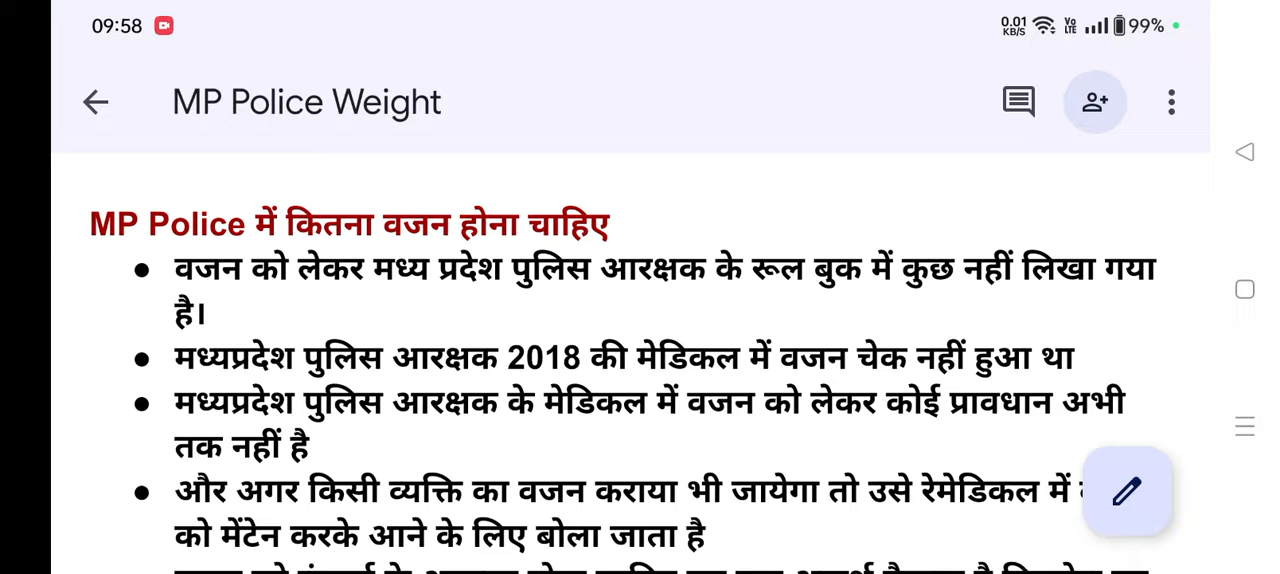 09:58
0.01 KB/S Vo LTE 99%
MP Police Weight
MP Police में कितना वजन होना चाहिए
● वजन को लेकर मध्य प्रदेश पुलिस आरक्षक के रूल बुक में कुछ नहीं लिखा गया
है।
● मध्यप्रदेश पुलिस आरक्षक 2018 की मेडिकल में वजन चेक नहीं हुआ था
● मध्यप्रदेश पुलिस आरक्षक के मेडिकल में वजन को लेकर कोई प्रावधान अभी
तक नहीं है
● और अगर किसी व्यक्ति का वजन कराया भी जायेगा तो उसे रेमेडिकल में
को मेंटेन करके आने के लिए बोला जाता है